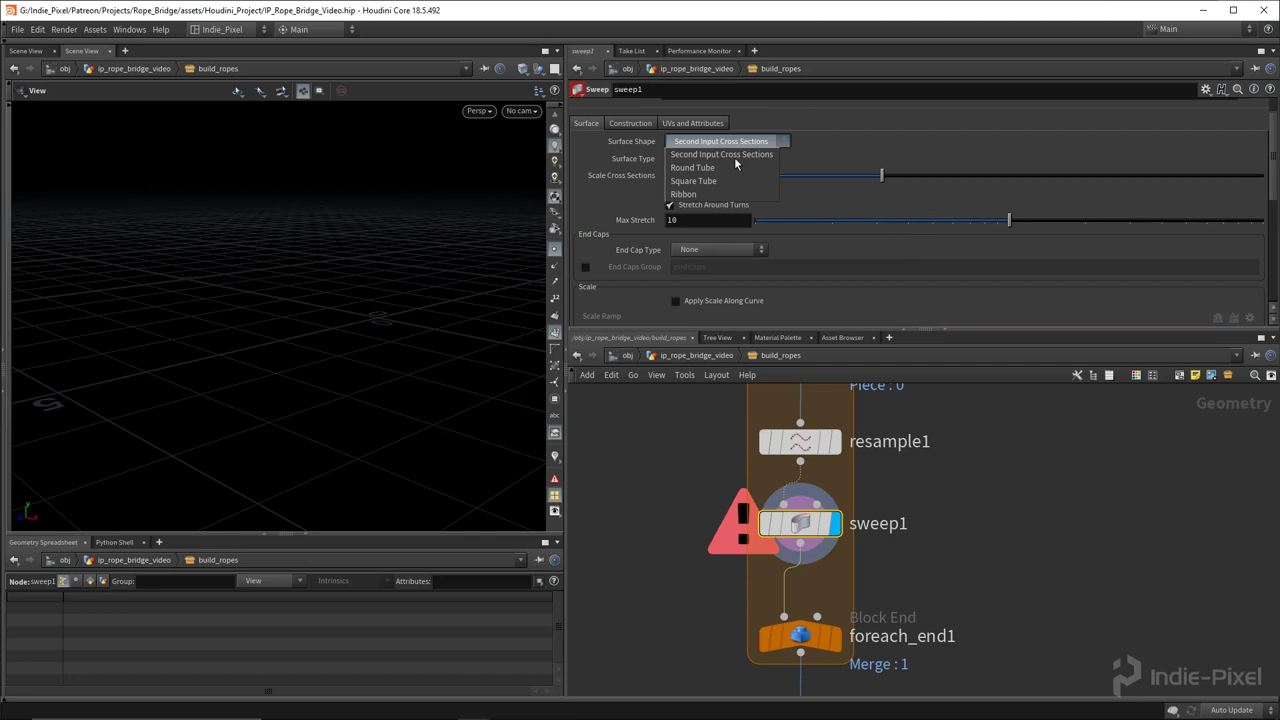 G:/Indie_Pixel/Patreon/Projects/Rope_Bridge/assets/Houdini_Project/IP_Rope_Bridge_Video.hip - Houdini Core 18.5.492
File Edit Render Assets Windows Help Indie_Pixel Main Main
Scene View Scene View
obj ip_rope_bridge_video build_ropes
View
Persp No cam
sweep1 Take List Performance Monitor
obj ip_rope_bridge_video build_ropes
Sweep sweep1
Surface Construction UVs and Attributes
Surface Shape Second Input Cross Sections
Second Input Cross Sections
Surface Type
Round Tube
Scale Cross Sections
Square Tube
Ribbon
Stretch Around Turns
Max Stretch 10
End Caps
End Cap Type None
End Caps Group endcaps
Scale
Apply Scale Along Curve
Scale Ramp
/obj/ip_rope_bridge_video/build_ropes Tree View Material Palette Asset Browser
obj ip_rope_bridge_video build_ropes
Add Edit Go View Tools Layout Help
Piece : 0
Geometry
resample1
sweep1
Block End
foreach_end1
Merge : 1
Indie-Pixel
Geometry Spreadsheet Python Shell
obj ip_rope_bridge_video build_ropes
Node: sweep1 Group: View Intrinsics Attributes:
Auto Update